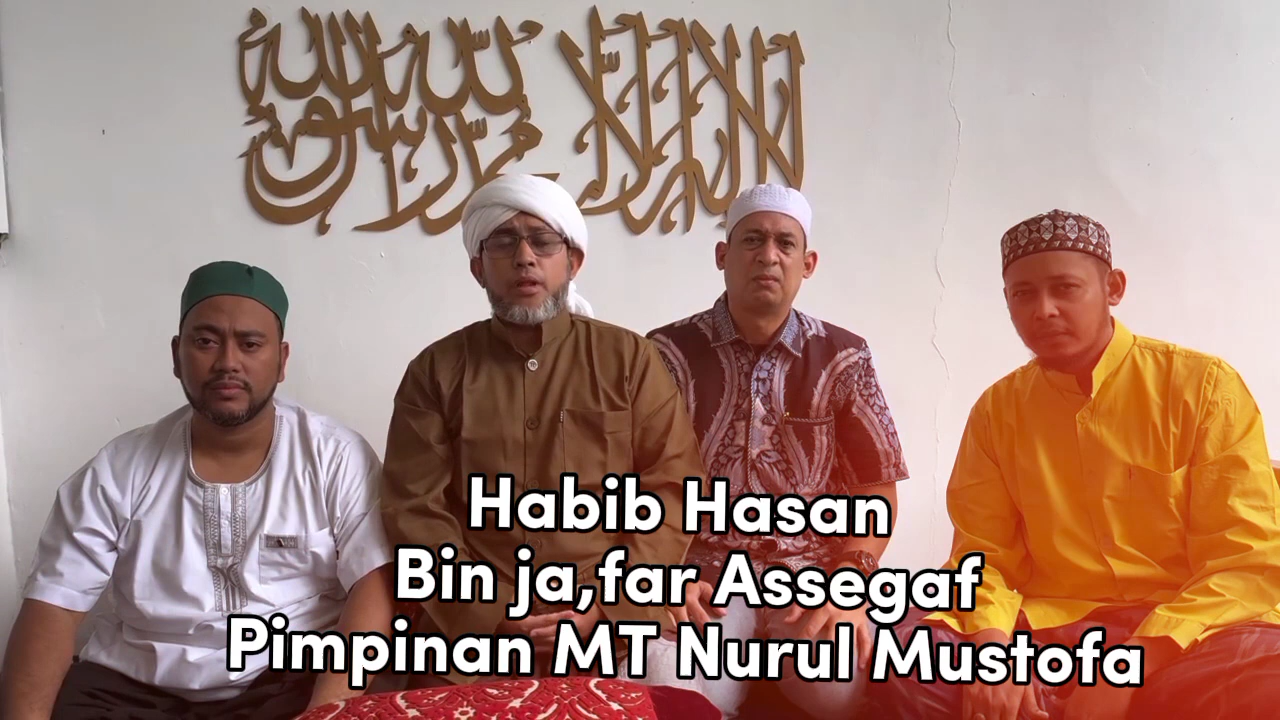 لا إله إلا الله محمد رسول الله
Habib Hasan
Bin ja,far Assegaf
Pimpinan MT Nurul Mustofa